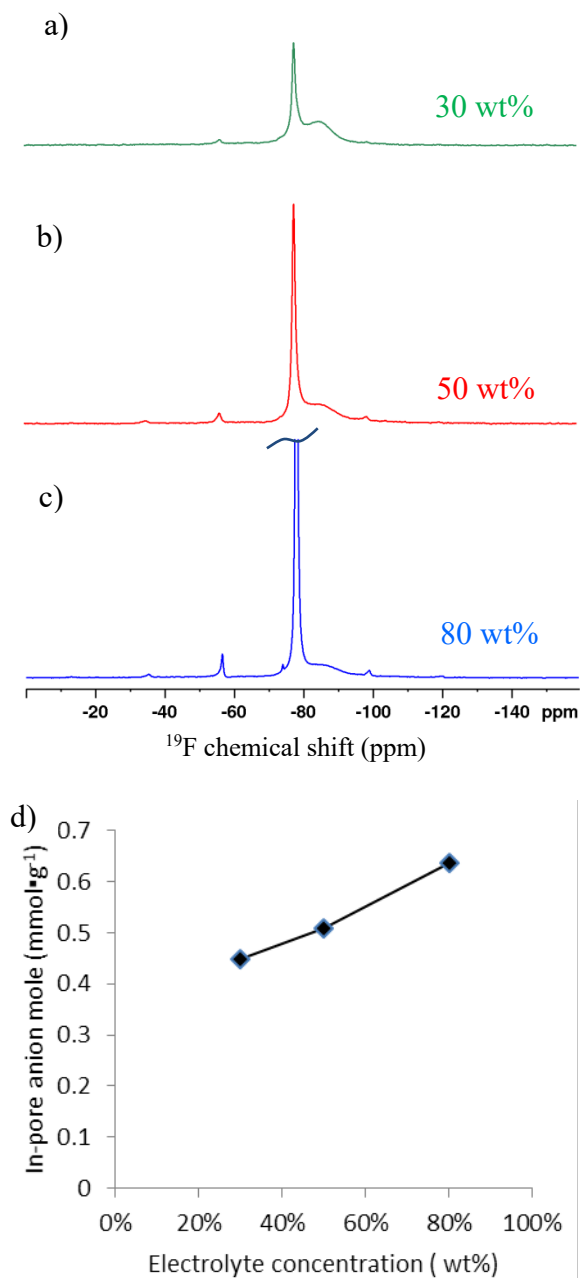 a)
30 wt%
b)
50 wt%
c)
80 wt%
-20 -40 -60 -80 -100 -120 -140 ppm
¹⁹F chemical shift (ppm)
d)
0.7
0.6
0.5
0.4
0.3
0.2
0.1
0
In-pore anion mole (mmol▪g⁻¹)
0% 20% 40% 60% 80% 100%
Electrolyte concentration ( wt%)